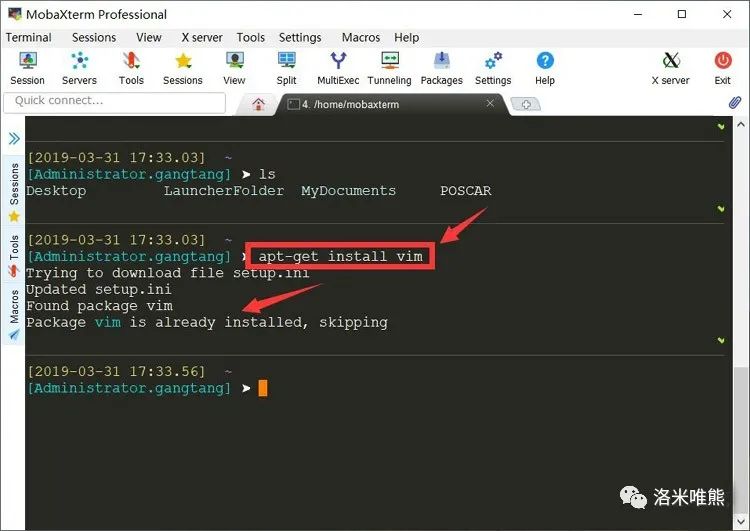 MobaXterm Professional
Terminal Sessions View X server Tools Settings Macros Help
Session Servers Tools Sessions View Split MultiExec Tunneling Packages Settings Help X server Exit
Quick connect...
4. /home/mobaxterm
Sessions
Tools
Macros
[2019-03-31 17:33.03] ~
[Administrator.gangtang] ➤ ls
Desktop LauncherFolder MyDocuments POSCAR
[2019-03-31 17:33.03] ~
[Administrator.gangtang] ➤ apt-get install vim
Trying to download file setup.ini
Updated setup.ini
Found package vim
Package vim is already installed, skipping
[2019-03-31 17:33.56] ~
[Administrator.gangtang] ➤
洛米唯熊